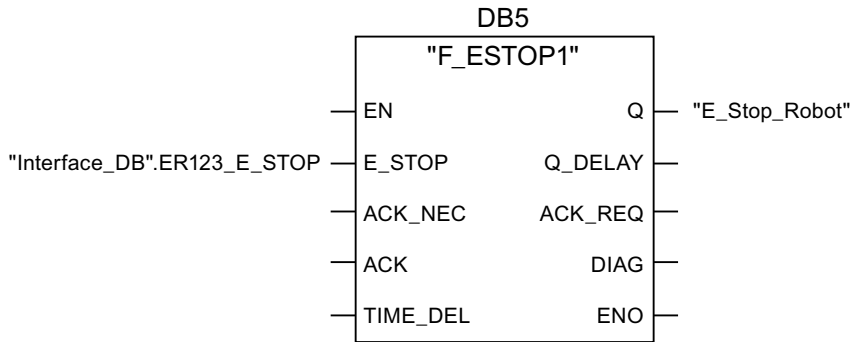 DB5
"F_ESTOP1"
EN Q "E_Stop_Robot"
"Interface_DB".ER123_E_STOP E_STOP Q_DELAY
ACK_NEC ACK_REQ
ACK DIAG
TIME_DEL ENO